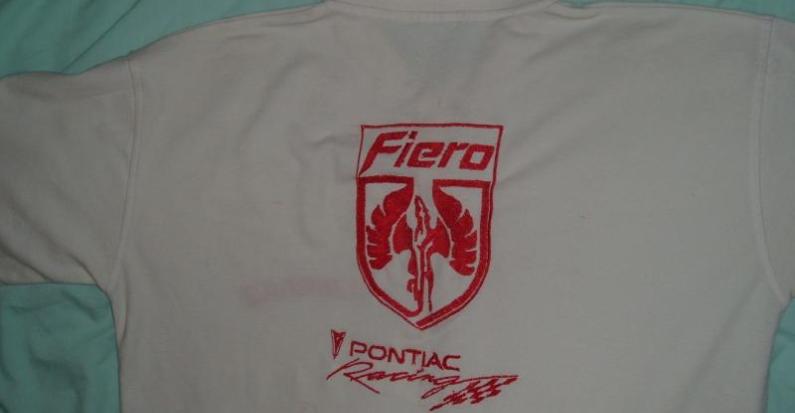 Fiero
PONTIAC
Racing